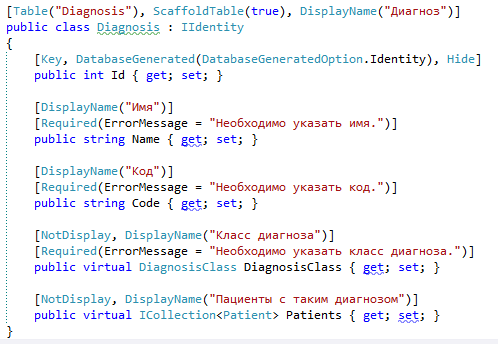 [Table("Diagnosis"), ScaffoldTable(true), DisplayName("Диагноз")]
public class Diagnosis : IIdentity
{
[Key, DatabaseGenerated(DatabaseGeneratedOption.Identity), Hide]
public int Id { get; set; }
[DisplayName("Имя")]
[Required(ErrorMessage = "Необходимо указать имя.")]
public string Name { get; set; }
[DisplayName("Код")]
[Required(ErrorMessage = "Необходимо указать код.")]
public string Code { get; set; }
[NotDisplay, DisplayName("Класс диагноза")]
[Required(ErrorMessage = "Необходимо указать класс диагноза.")]
public virtual DiagnosisClass DiagnosisClass { get; set; }
[NotDisplay, DisplayName("Пациенты с таким диагнозом")]
public virtual ICollection<Patient> Patients { get; set; }
}